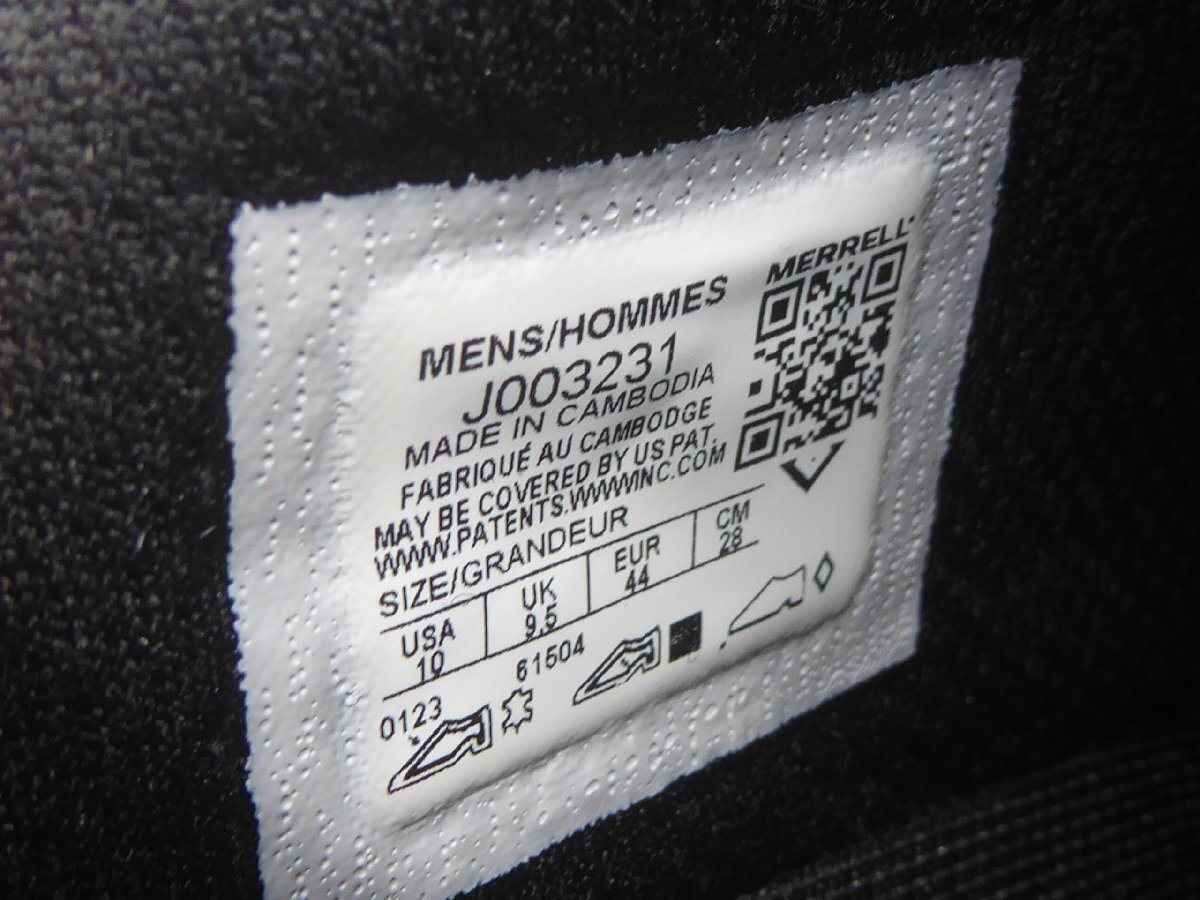 MERRELL
MENS/HOMMES
J003231
MADE IN CAMBODIA
FABRIQUÉ AU CAMBODGE
MAY BE COVERED BY US PAT.
WWW.PATENTS.WWWINC.COM
SIZE/GRANDEUR
USA UK EUR CM
10 9,5 44 28
0123 61504